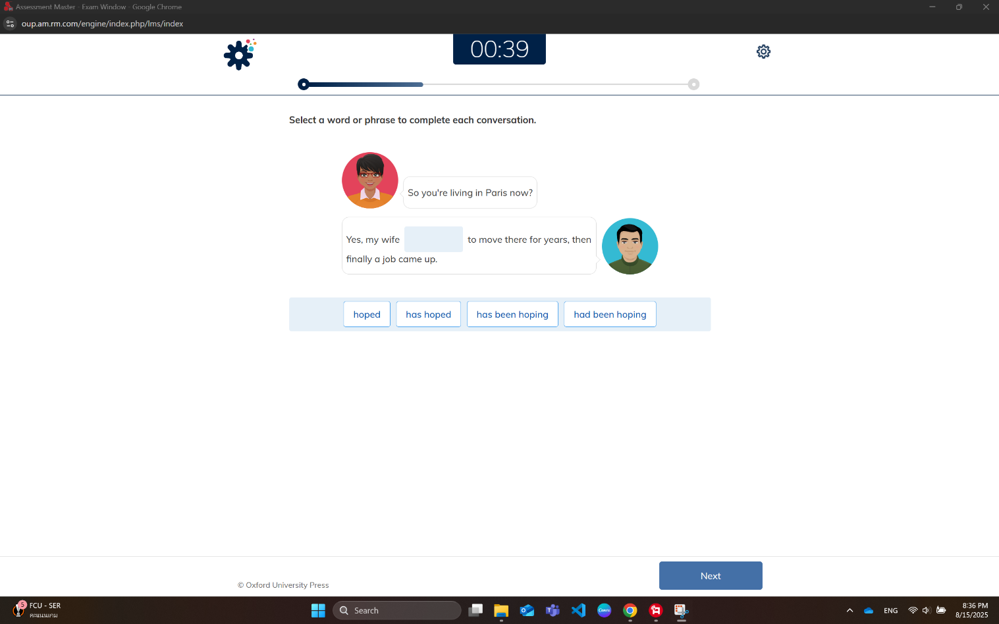 Assessment Master - Exam Window - Google Chrome
oup.am.rm.com/engine/index.php/lms/index
00:39
Select a word or phrase to complete each conversation.
So you're living in Paris now?
Yes, my wife to move there for years, then
finally a job came up.
hoped has hoped has been hoping had been hoping
Next
© Oxford University Press
5 FCU - SER
คะแนนเกม
Search
Canva
ENG
8:36 PM
8/15/2025